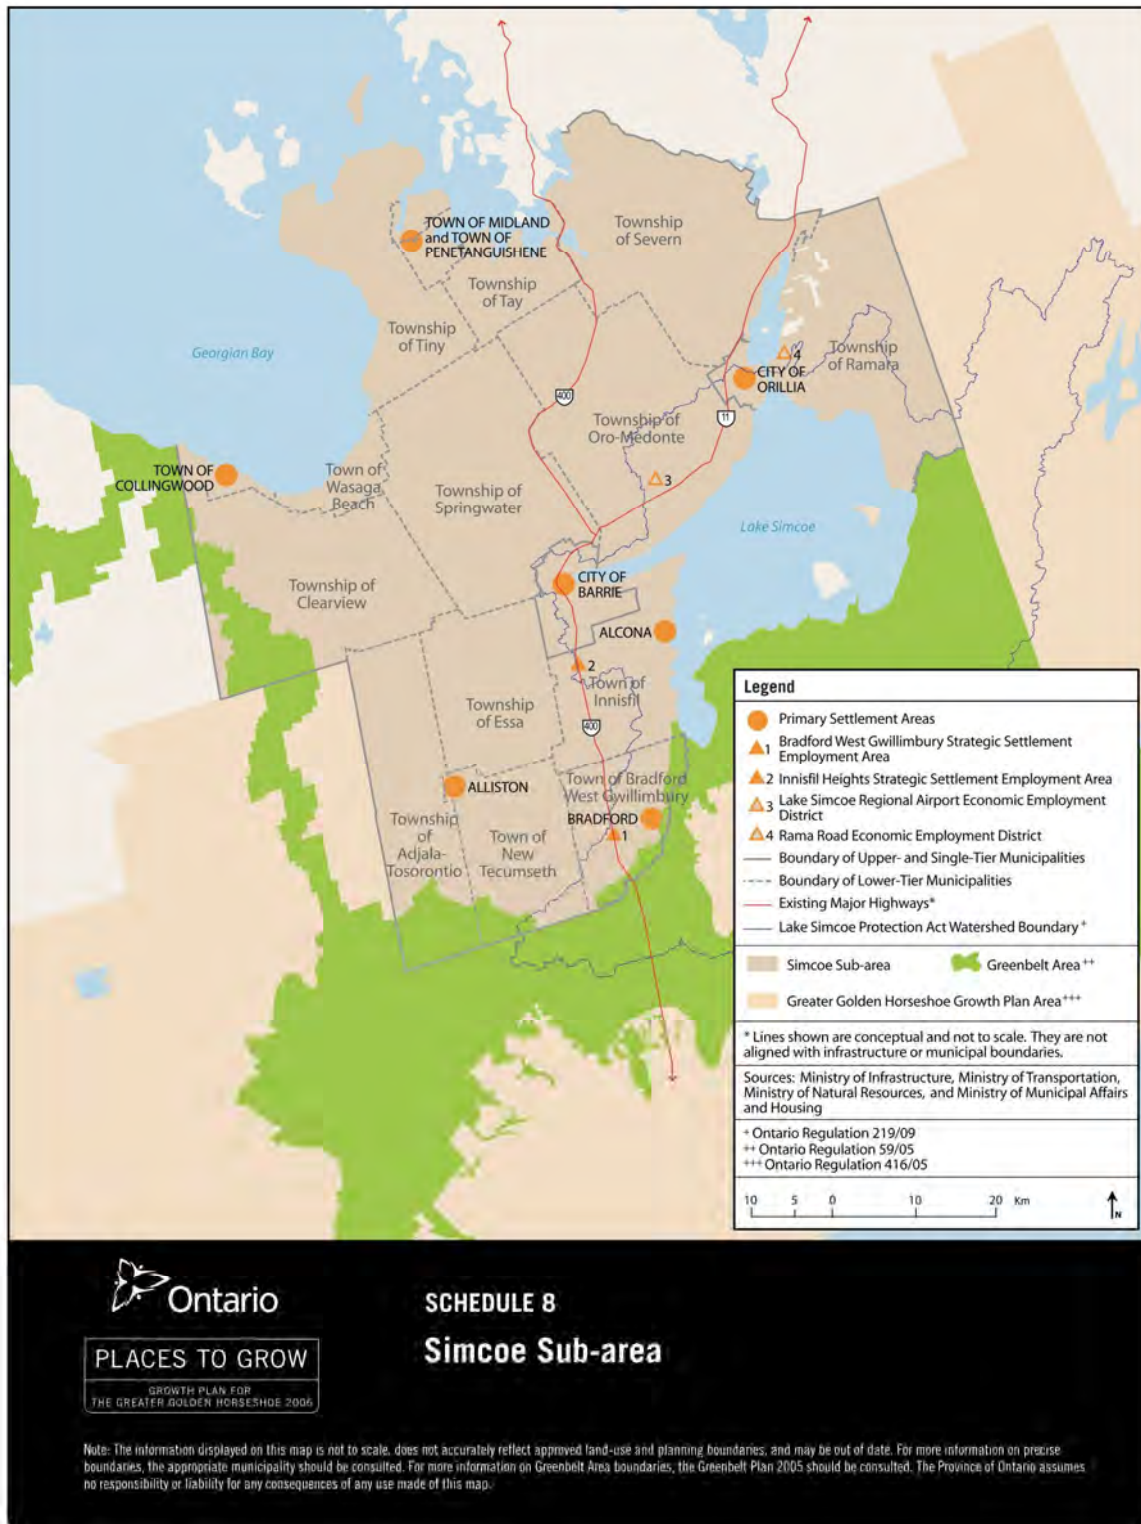 TOWN OF MIDLAND
and TOWN OF
PENETANGUISHENE
Township
of Severn
Township
of Tay
Township
of Tiny
Georgian Bay
4
Township
of Ramara
CITY OF
ORILLIA
400
11
Township of
Oro-Medonte
3
TOWN OF
COLLINGWOOD
Town of
Wasaga
Beach
Township of
Springwater
Lake Simcoe
Township of
Clearview
CITY OF
BARRIE
ALCONA
2
Town of
Innisfil
Township
of Essa
400
ALLISTON
Town of Bradford
West Gwillimbury
BRADFORD
1
Township
of
Adjala-
Tosorontio
Town of
New
Tecumseth
Legend
Primary Settlement Areas
1 Bradford West Gwillimbury Strategic Settlement
Employment Area
2 Innisfil Heights Strategic Settlement Employment Area
3 Lake Simcoe Regional Airport Economic Employment
District
4 Rama Road Economic Employment District
Boundary of Upper- and Single-Tier Municipalities
Boundary of Lower-Tier Municipalities
Existing Major Highways*
Lake Simcoe Protection Act Watershed Boundary +
Simcoe Sub-area
Greenbelt Area ++
Greater Golden Horseshoe Growth Plan Area +++
* Lines shown are conceptual and not to scale. They are not
aligned with infrastructure or municipal boundaries.
Sources: Ministry of Infrastructure, Ministry of Transportation,
Ministry of Natural Resources, and Ministry of Municipal Affairs
and Housing
+ Ontario Regulation 219/09
++ Ontario Regulation 59/05
+++ Ontario Regulation 416/05
10 5 0 10 20 Km
N
Ontario
PLACES TO GROW
GROWTH PLAN FOR
THE GREATER GOLDEN HORSESHOE 2006
SCHEDULE 8
Simcoe Sub-area
Note: The information displayed on this map is not to scale, does not accurately reflect approved land-use and planning boundaries, and may be out of date. For more information on precise
boundaries, the appropriate municipality should be consulted. For more information on Greenbelt Area boundaries, the Greenbelt Plan 2005 should be consulted. The Province of Ontario assumes
no responsibility or liability for any consequences of any use made of this map.